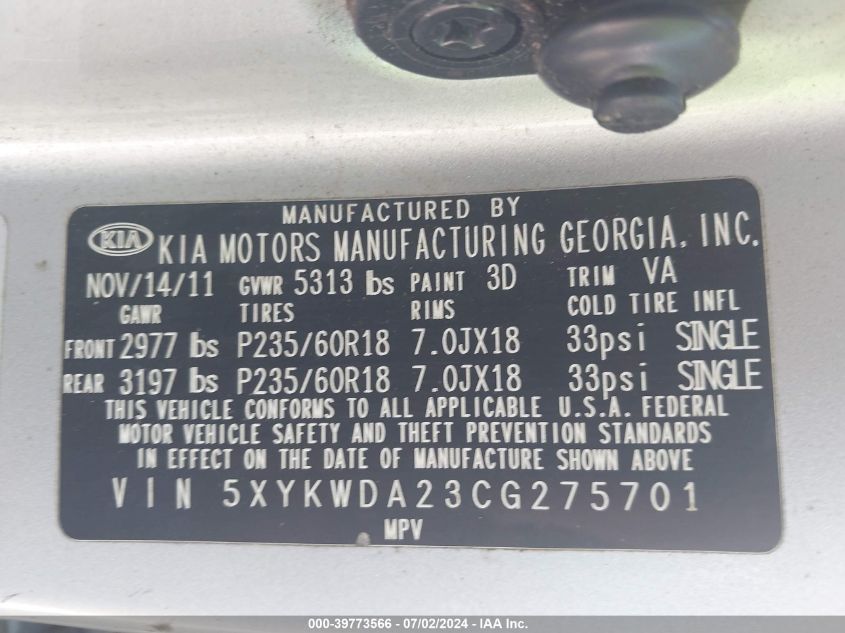 MANUFACTURED BY
KIA KIA MOTORS MANUFACTURING GEORGIA, INC.
NOV/14/11 GVWR 5313 lbs PAINT 3D TRIM VA
GAWR TIRES RIMS COLD TIRE INFL
FRONT 2977 lbs P235/60R18 7.0JX18 33psi SINGLE
REAR 3197 lbs P235/60R18 7.0JX18 33psi SINGLE
THIS VEHICLE CONFORMS TO ALL APPLICABLE U.S.A. FEDERAL
MOTOR VEHICLE SAFETY AND THEFT PREVENTION STANDARDS
IN EFFECT ON THE DATE OF MANUFACTURE SHOWN ABOVE
VIN 5XYKWDA23CG275701
MPV
000-39773566 - 07/02/2024 - IAA Inc.